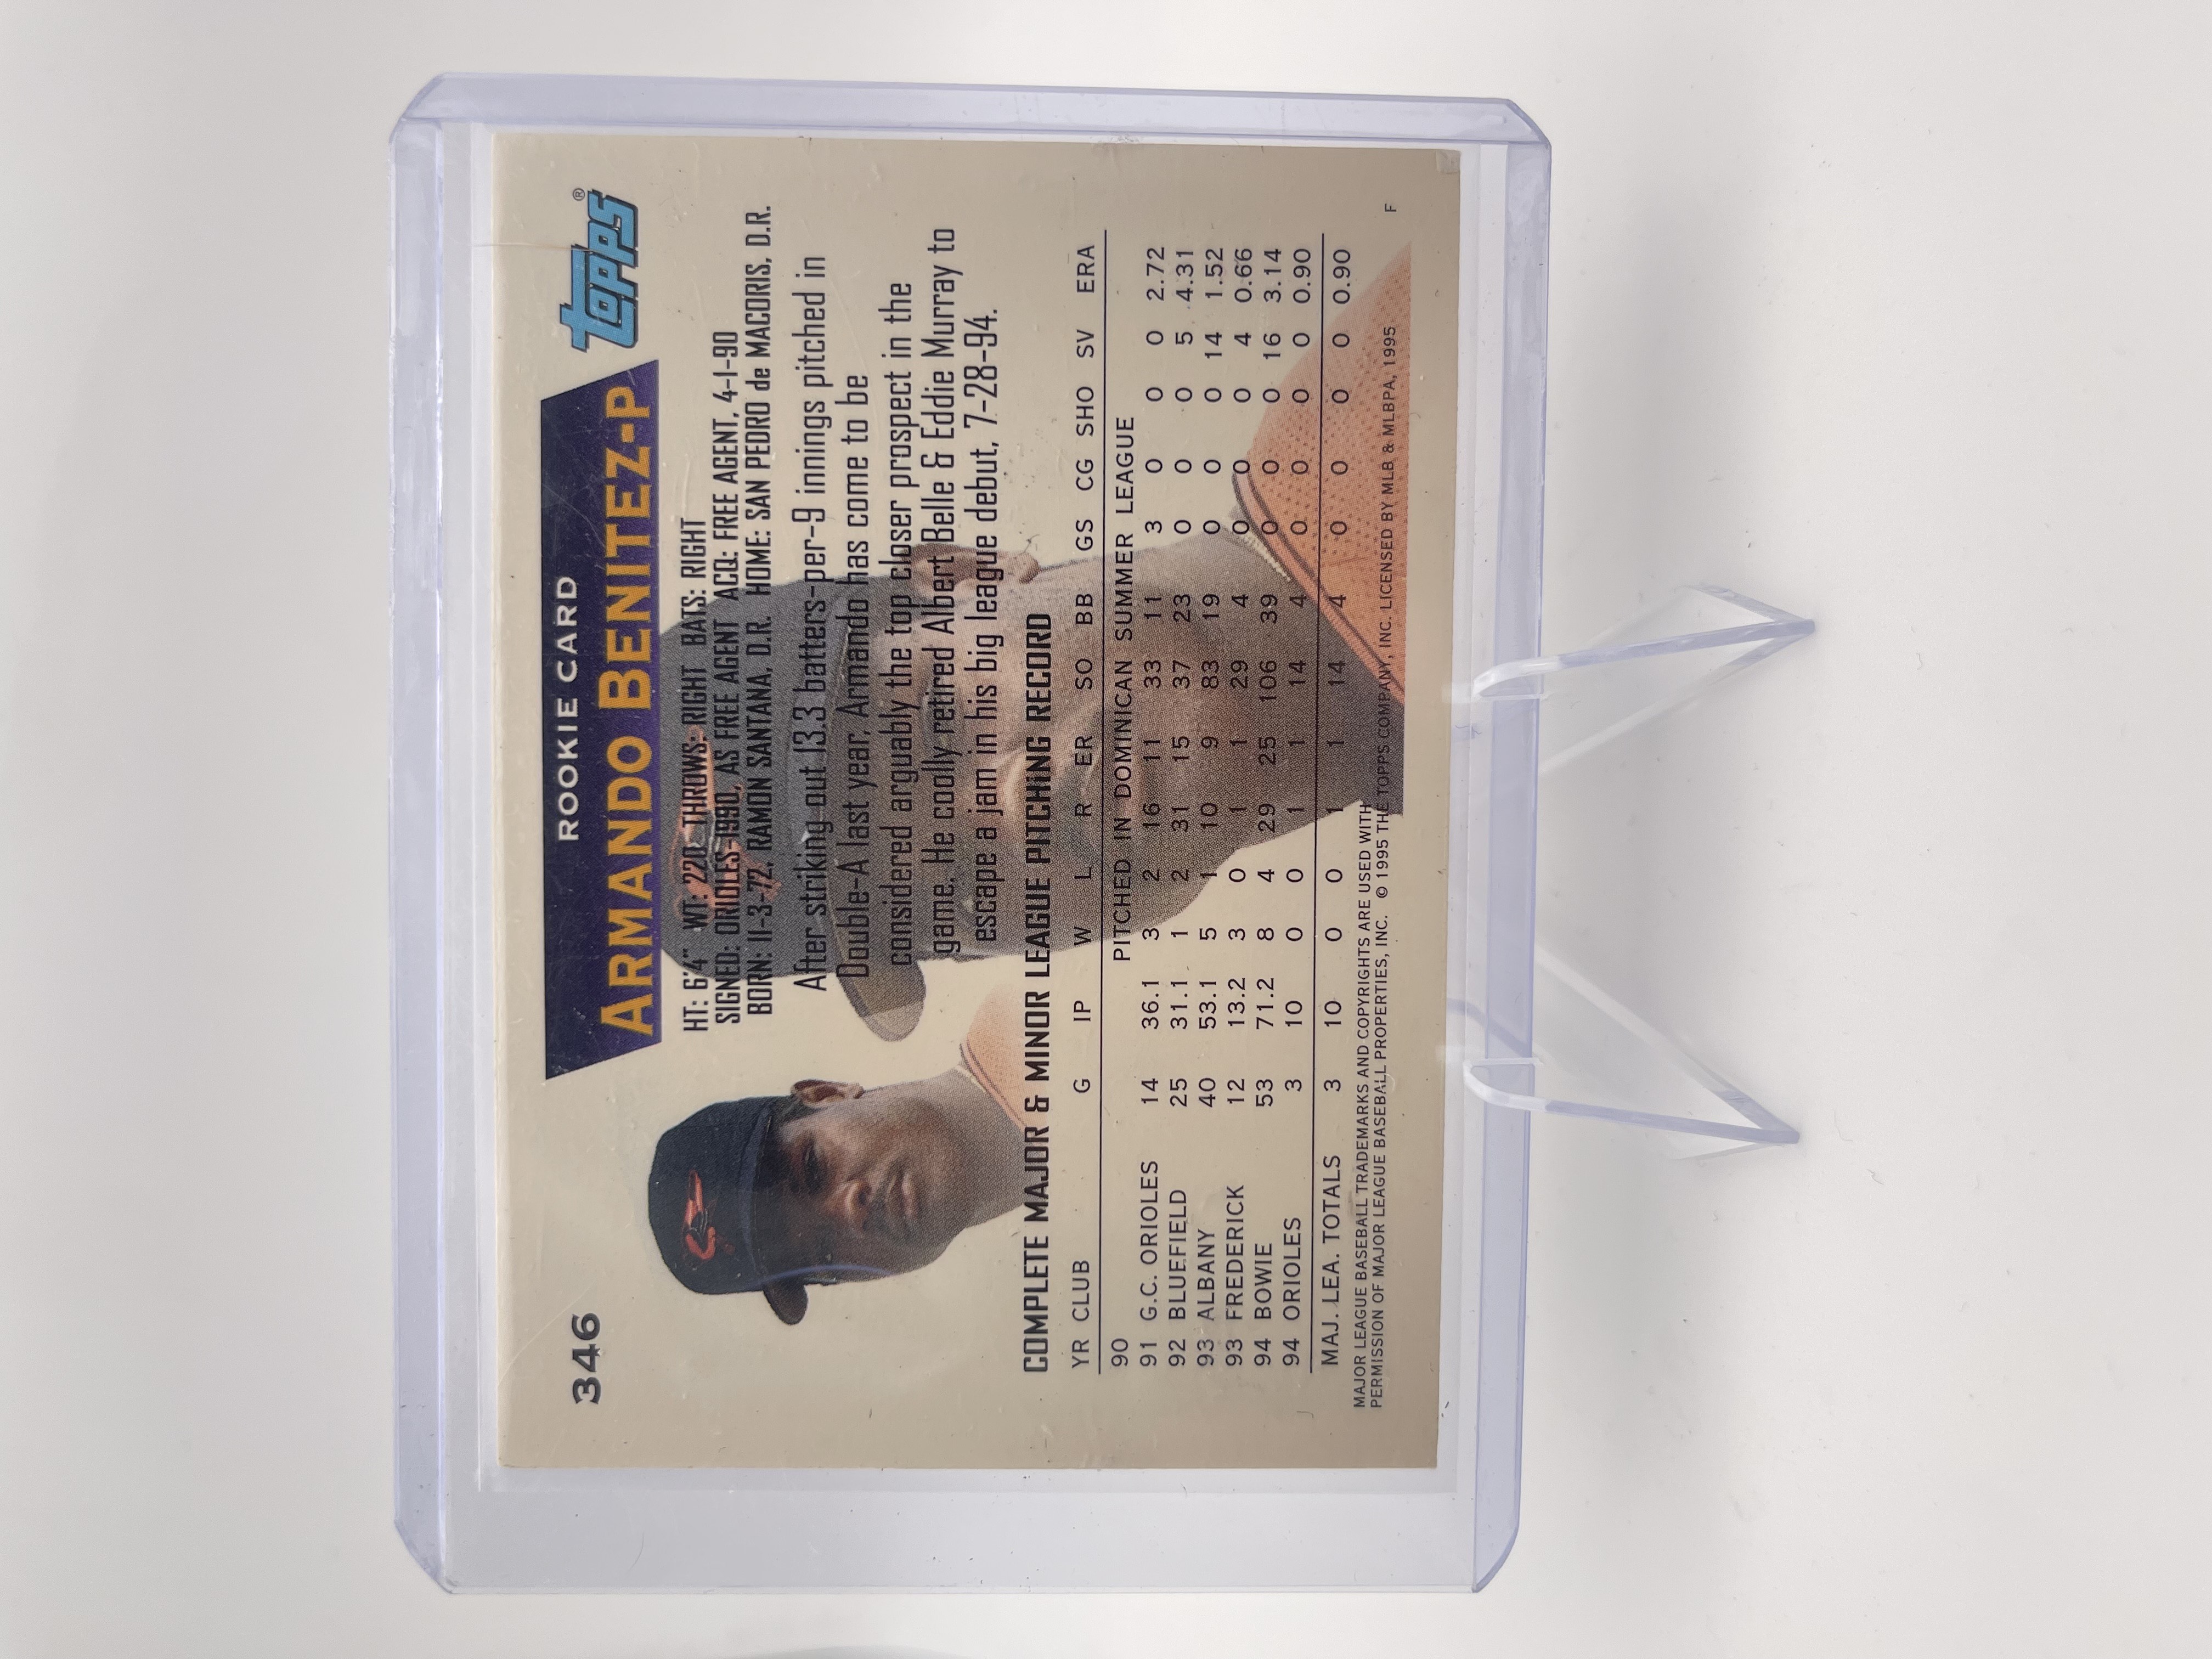 346
ROOKIE CARD
ARMANDO BENITEZ-P
topps®
HT: 6'4" WT: 220 THROWS: RIGHT BATS: RIGHT
SIGNED: ORIOLES-1990, AS FREE AGENT ACQ: FREE AGENT, 4-1-90
BORN: 11-3-72, RAMON SANTANA, D.R. HOME: SAN PEDRO de MACORIS, D.R.
After striking out 13.3 batters-per-9 innings pitched in
Double-A last year, Armando has come to be
considered arguably the top closer prospect in the
game. He coolly retired Albert Belle & Eddie Murray to
escape a jam in his big league debut, 7-28-94.
COMPLETE MAJOR & MINOR LEAGUE PITCHING RECORD
YR CLUB G IP W L R ER SO BB GS CG SHO SV ERA
90 PITCHED IN DOMINICAN SUMMER LEAGUE
91 G.C. ORIOLES 14 36.1 3 2 16 11 33 11 3 0 0 0 2.72
92 BLUEFIELD 25 31.1 1 2 31 15 37 23 0 0 0 5 4.31
93 ALBANY 40 53.1 5 1 10 9 83 19 0 0 0 14 1.52
93 FREDERICK 12 13.2 3 0 1 1 29 4 0 0 0 4 0.66
94 BOWIE 53 71.2 8 4 29 25 106 39 0 0 0 16 3.14
94 ORIOLES 3 10 0 0 1 1 14 4 0 0 0 0 0.90
MAJ. LEA. TOTALS 3 10 0 0 1 1 14 4 0 0 0 0 0.90
MAJOR LEAGUE BASEBALL TRADEMARKS AND COPYRIGHTS ARE USED WITH
PERMISSION OF MAJOR LEAGUE BASEBALL PROPERTIES, INC. © 1995 THE TOPPS COMPANY, INC. LICENSED BY MLB & MLBPA, 1995
F